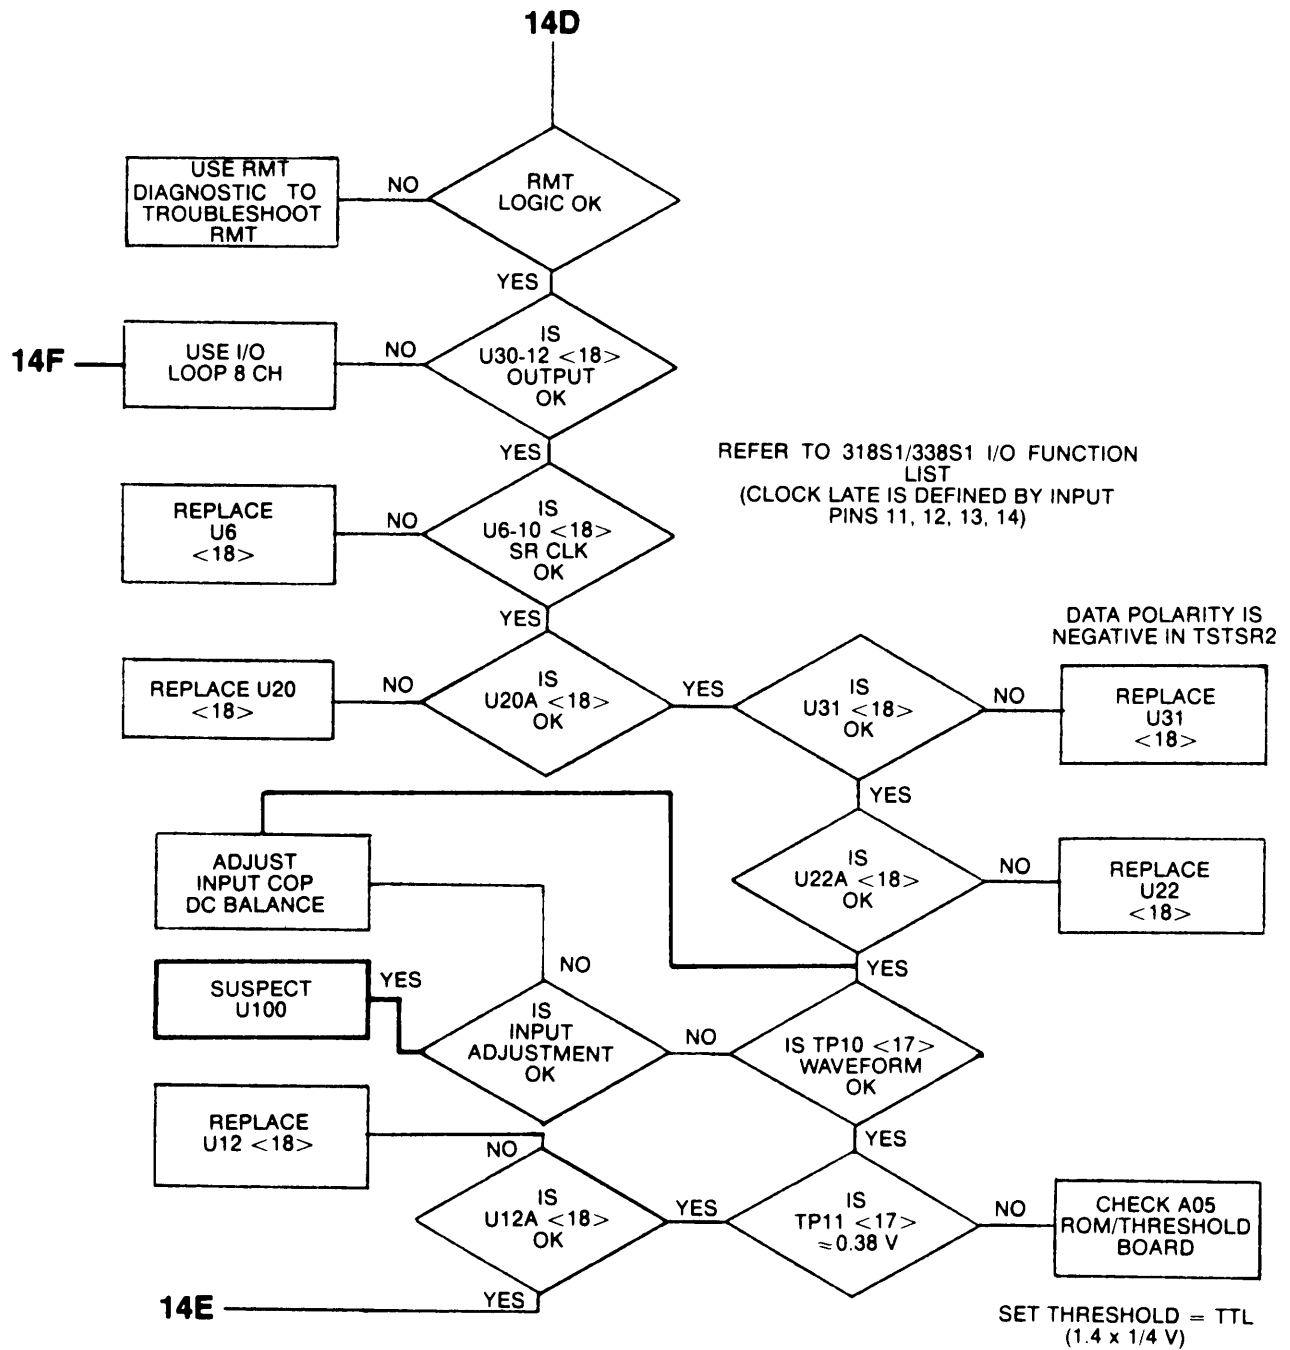 14D
USE RMT
DIAGNOSTIC TO
TROUBLESHOOT
RMT
NO
RMT
LOGIC OK
YES
14F
USE I/O
LOOP 8 CH
NO
IS
U30-12 <18>
OUTPUT
OK
YES
REFER TO 318S1/338S1 I/O FUNCTION
LIST
(CLOCK LATE IS DEFINED BY INPUT
PINS 11, 12, 13, 14)
REPLACE
U6
<18>
NO
IS
U6-10 <18>
SR CLK
OK
YES
DATA POLARITY IS
NEGATIVE IN TSTSR2
REPLACE U20
<18>
NO
IS
U20A <18>
OK
YES
IS
U31 <18>
OK
NO
REPLACE
U31
<18>
YES
ADJUST
INPUT COP
DC BALANCE
IS
U22A <18>
OK
NO
REPLACE
U22
<18>
YES
NO
SUSPECT
U100
YES
IS
INPUT
ADJUSTMENT
OK
NO
IS TP10 <17>
WAVEFORM
OK
YES
REPLACE
U12 <18>
NO
IS
U12A <18>
OK
YES
IS
TP11 <17>
≈0.38 V
NO
CHECK A05
ROM/THRESHOLD
BOARD
YES
14E
SET THRESHOLD = TTL
(1.4 x 1/4 V)